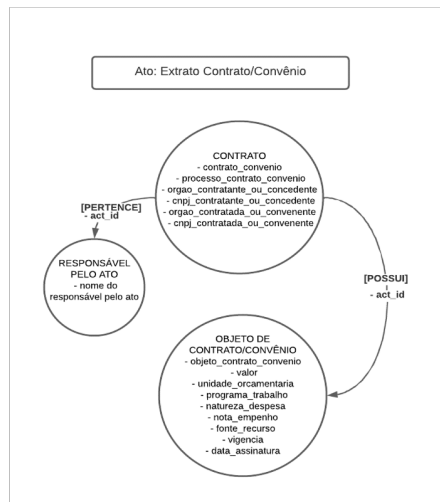 Ato: Extrato Contrato/Convênio
CONTRATO
- contrato_convenio
- processo_contrato_convenio
- orgao_contratante_ou_concedente
- cnpj_contratante_ou_concedente
- orgao_contratada_ou_convenente
- cnpj_contratada_ou_convenente
[PERTENCE]
- act_id
RESPONSÁVEL
PELO ATO
- nome do
responsável pelo ato
[POSSUI]
- act_id
OBJETO DE
CONTRATO/CONVÊNIO
- objeto_contrato_convenio
- valor
- unidade_orcamentaria
- programa_trabalho
- natureza_despesa
- nota_empenho
- fonte_recurso
- vigencia
- data_assinatura